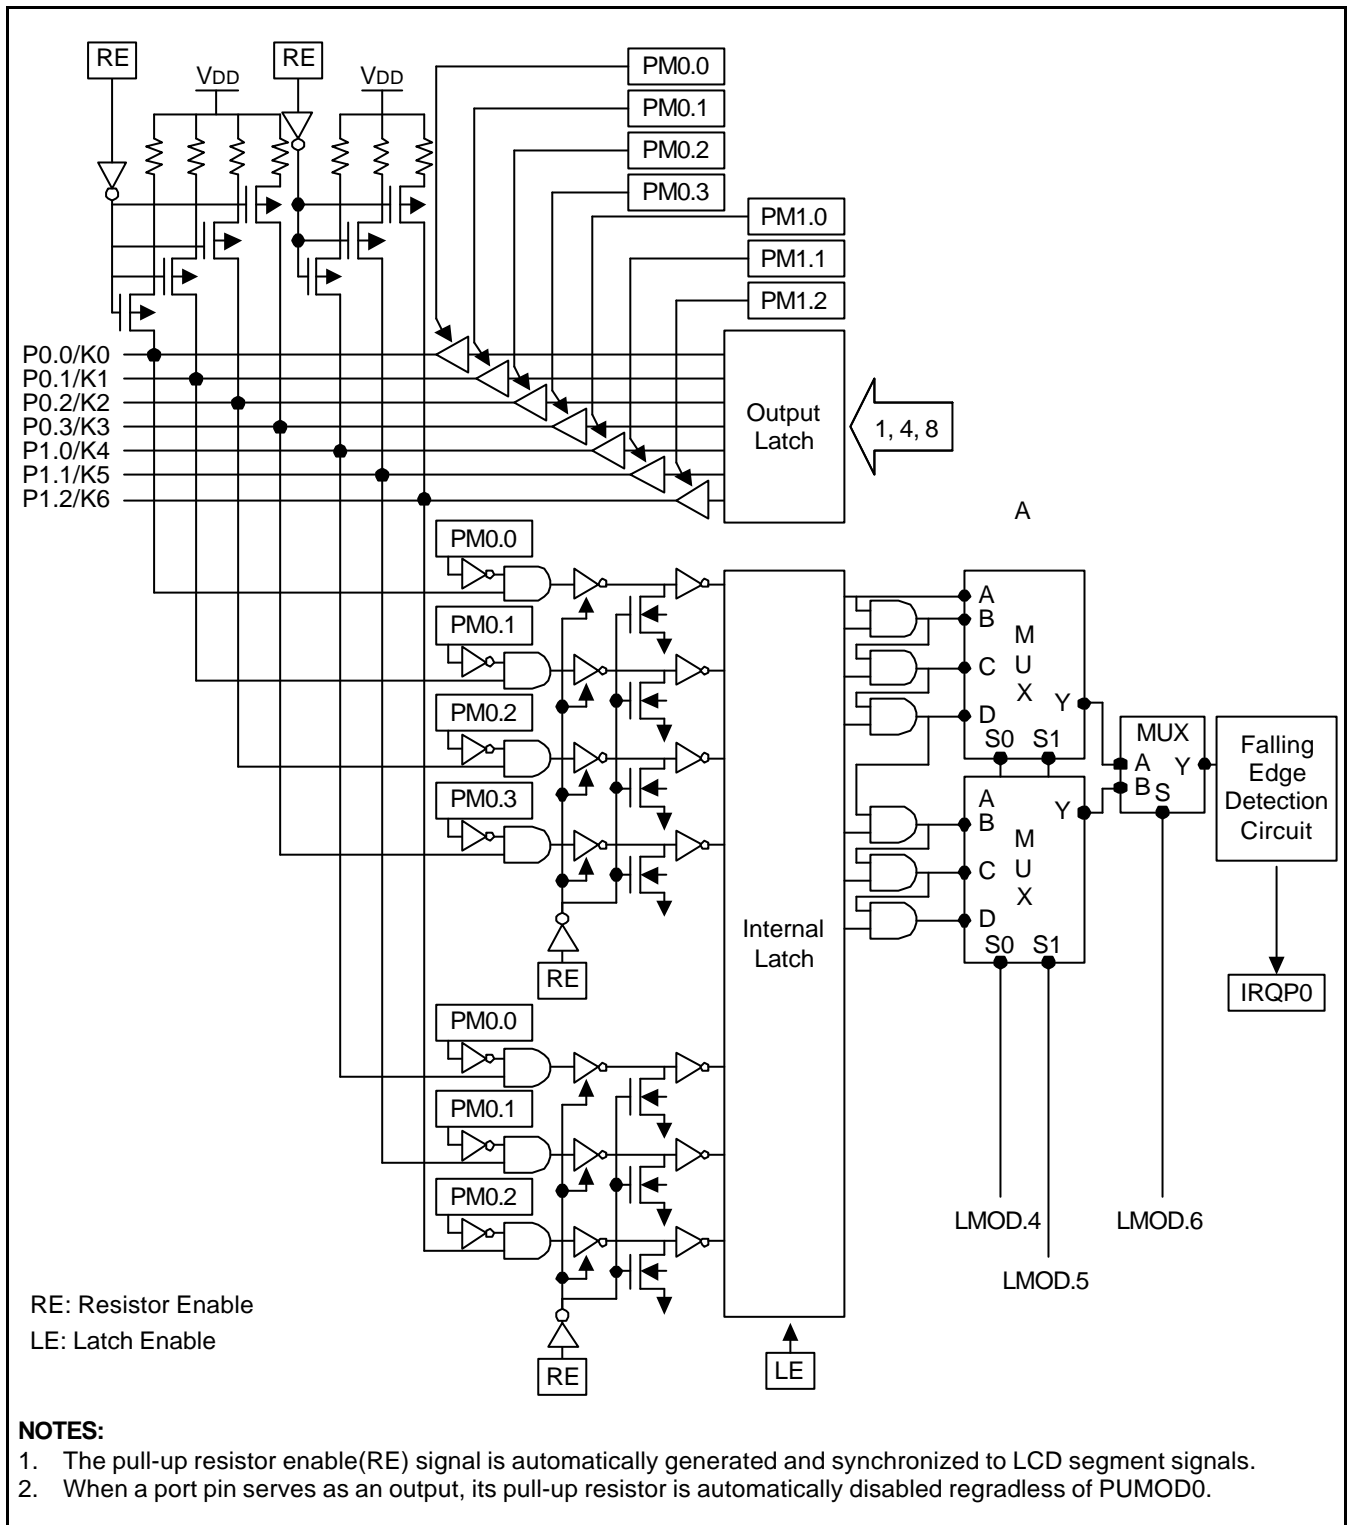 RE
RE
VDD
VDD
PM0.0
PM0.1
PM0.2
PM0.3
PM1.0
PM1.1
PM1.2
P0.0/K0
P0.1/K1
P0.2/K2
P0.3/K3
P1.0/K4
P1.1/K5
P1.2/K6
Output
Latch
1, 4, 8
A
PM0.0
PM0.1
PM0.2
PM0.3
RE
PM0.0
PM0.1
PM0.2
RE
Internal
Latch
LE
A
B
C
D
M
U
X
Y
S0 S1
A
B
C
D
M
U
X
Y
S0 S1
MUX
A
B
S
Y
Falling
Edge
Detection
Circuit
IRQP0
LMOD.4
LMOD.5
LMOD.6
RE: Resistor Enable
LE: Latch Enable
NOTES:
1. The pull-up resistor enable(RE) signal is automatically generated and synchronized to LCD segment signals.
2. When a port pin serves as an output, its pull-up resistor is automatically disabled regradless of PUMOD0.